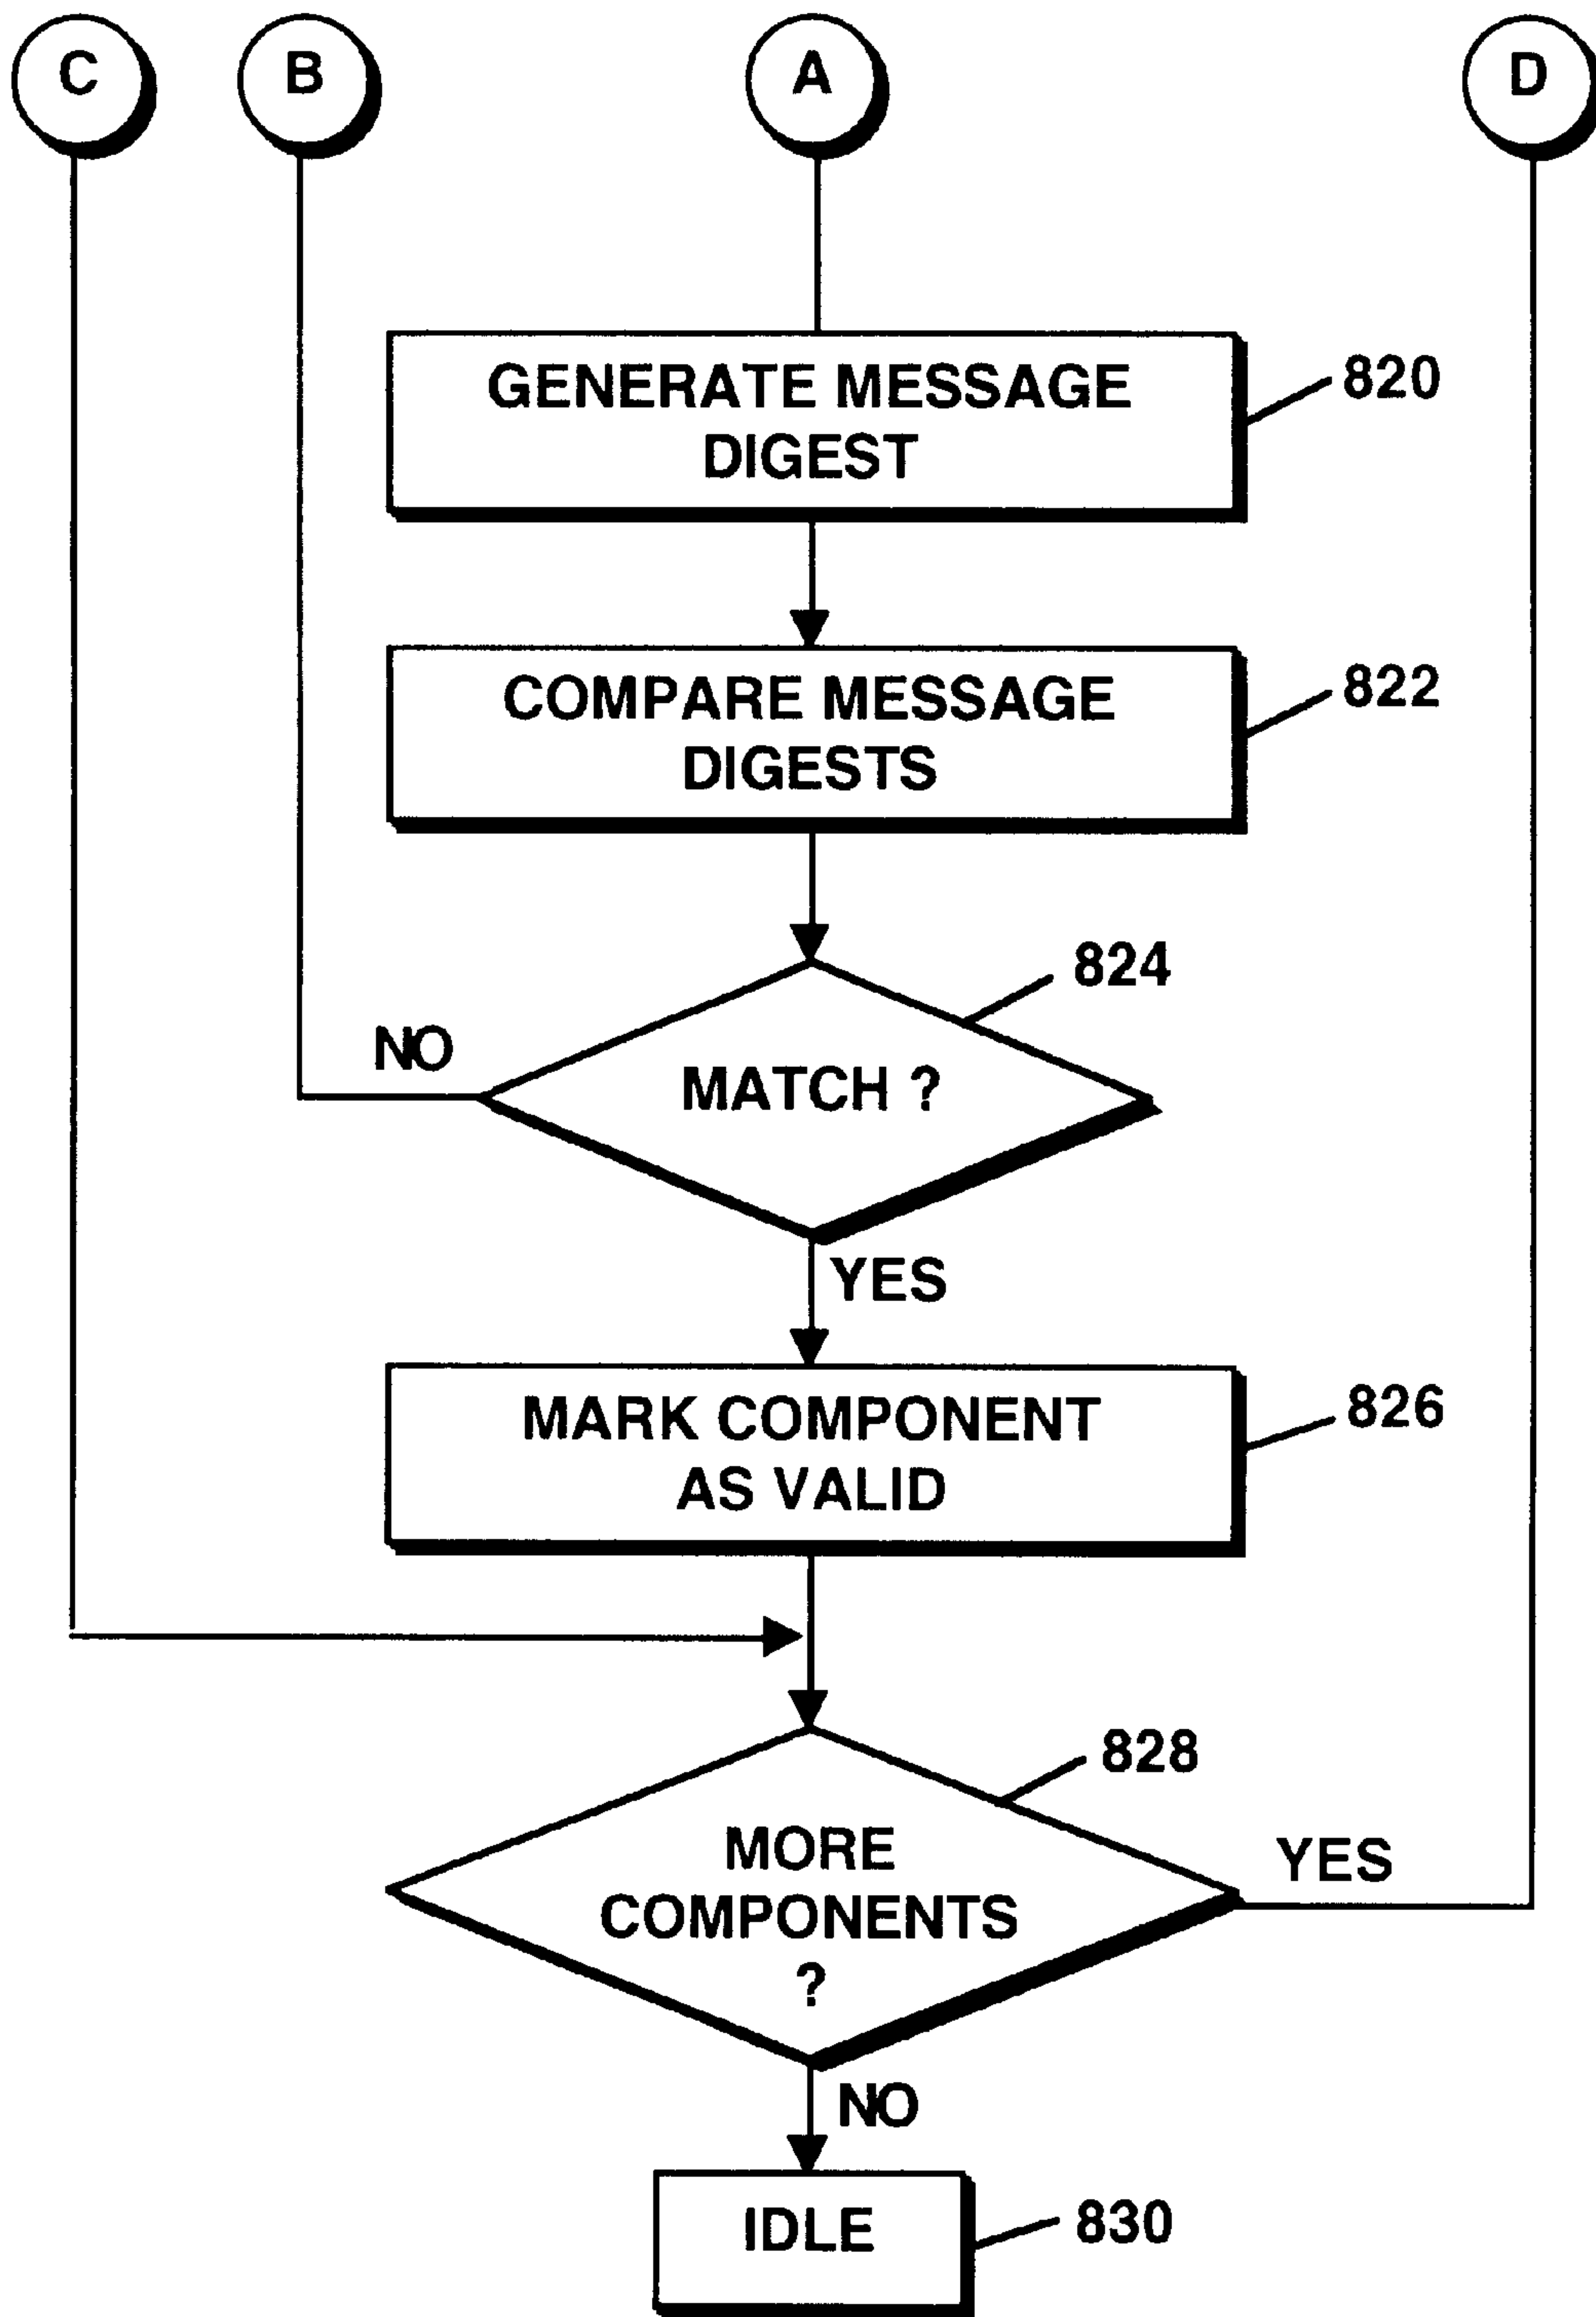 C
B
A
D
GENERATE MESSAGE
DIGEST
820
COMPARE MESSAGE
DIGESTS
822
824
NO
MATCH ?
YES
MARK COMPONENT
AS VALID
826
828
MORE
COMPONENTS
?
YES
NO
IDLE
830